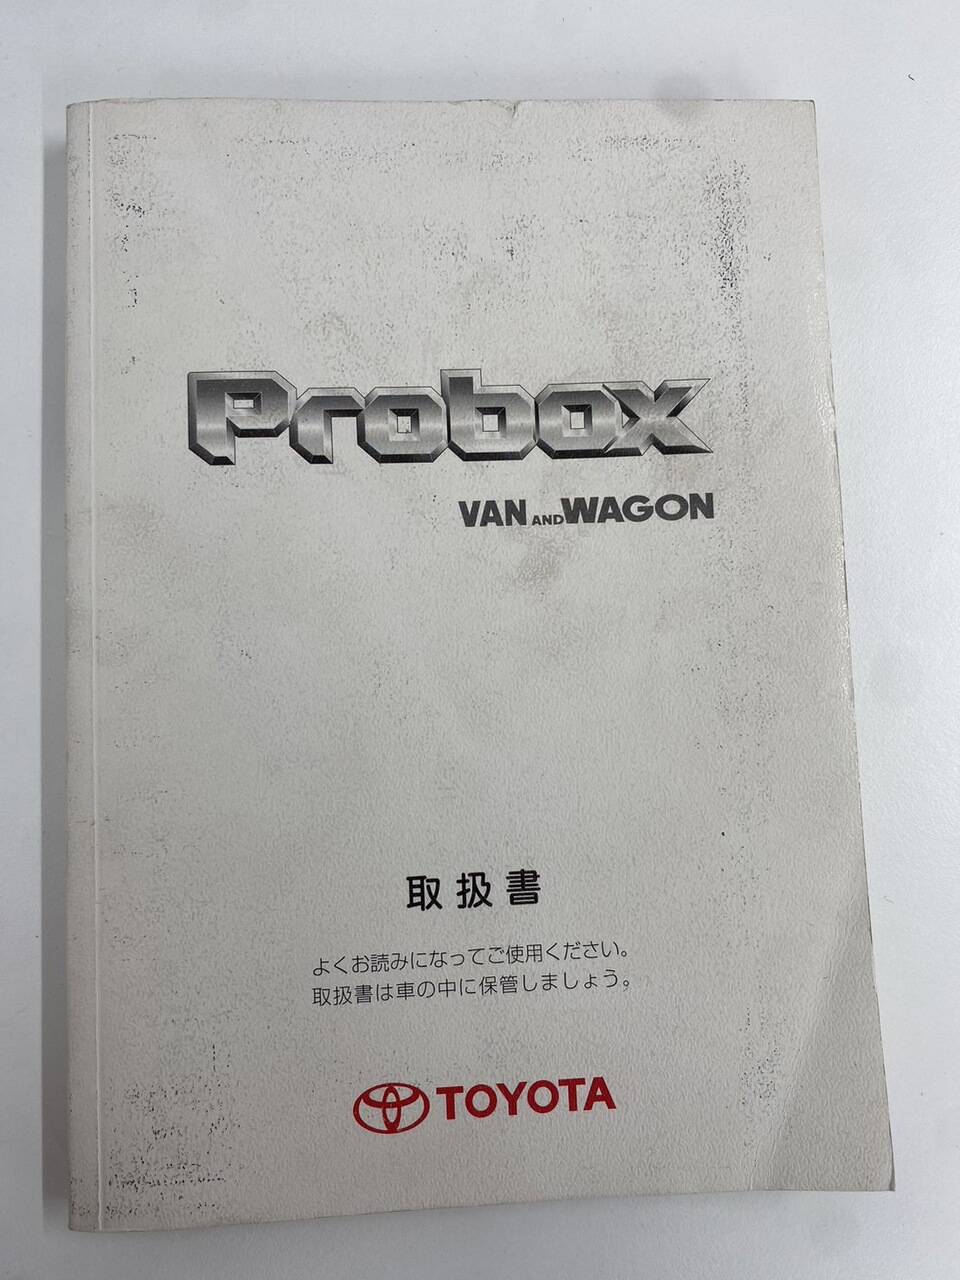 Probox
VAN AND WAGON
取扱書
よくお読みになってご使用ください。
取扱書は車の中に保管しましょう。
TOYOTA